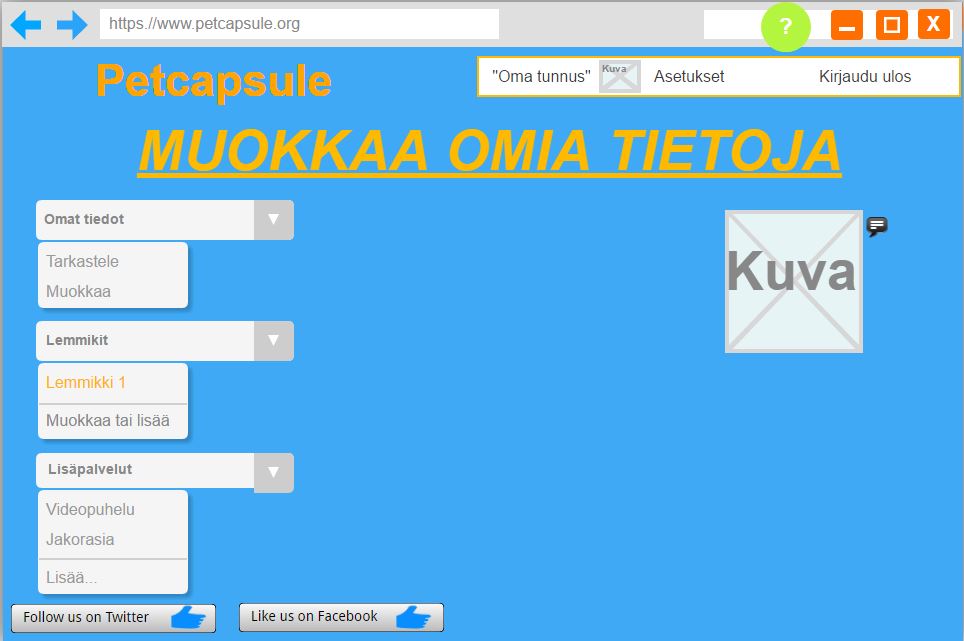 https://www.petcapsule.org
?
X
Petcapsule
"Oma tunnus" Kuva Asetukset Kirjaudu ulos
MUOKKAA OMIA TIETOJA
Omat tiedot
Tarkastele
Muokkaa
Kuva
Lemmikit
Lemmikki 1
Muokkaa tai lisää
Lisäpalvelut
Videopuhelu
Jakorasia
Lisää...
Follow us on Twitter
Like us on Facebook